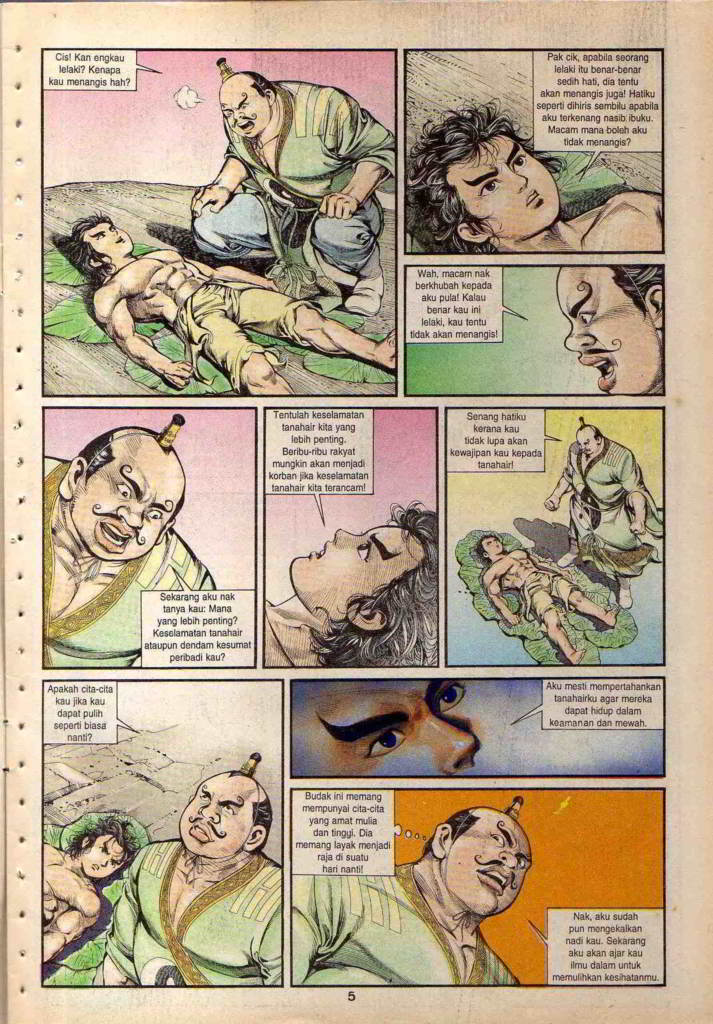 Cis! Kan engkau
lelaki? Kenapa
kau menangis hah?
Pak cik, apabila seorang
lelaki itu benar-benar
sedih hati, dia tentu
akan menangis juga! Hatiku
seperti dihiris sembilu apabila
aku terkenang nasib ibuku.
Macam mana boleh aku
tidak menangis?
Wah, macam nak
berkhubah kepada
aku pula! Kalau
benar kau ini
lelaki, kau tentu
tidak akan menangis!
Sekarang aku nak
tanya kau: Mana
yang lebih penting?
Keselamatan tanahair
ataupun dendam kesumat
peribadi kau?
Tentulah keselamatan
tanahair kita yang
lebih penting.
Beribu-ribu rakyat
mungkin akan menjadi
korban jika keselamatan
tanahair kita terancam!
Senang hatiku
kerana kau
tidak lupa akan
kewajipan kau kepada
tanahair!
Apakah cita-cita
kau jika kau
dapat pulih
seperti biasa
nanti?
Aku mesti mempertahankan
tanahairku agar mereka
dapat hidup dalam
keamanan dan mewah.
Budak ini memang
mempunyai cita-cita
yang amat mulia
dan tinggi. Dia
memang layak menjadi
raja di suatu
hari nanti!
Nak, aku sudah
pun mengekalkan
nadi kau. Sekarang
aku akan ajar kau
ilmu dalam untuk
memulihkan kesihatanmu.
5